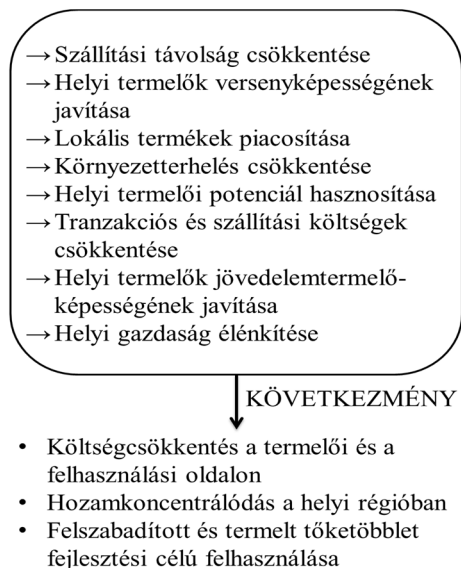 → Szállítási távolság csökkentése
→ Helyi termelők versenyképességének
javítása
→ Lokális termékek piacosítása
→ Környezetterhelés csökkentése
→ Helyi termelői potenciál hasznosítása
→ Tranzakciós és szállítási költségek
csökkentése
→ Helyi termelők jövedelemtermelő-
képességének javítása
→ Helyi gazdaság élénkítése
KÖVETKEZMÉNY
• Költségcsökkentés a termelői és a
felhasználási oldalon
• Hozamkoncentrálódás a helyi régióban
• Felszabadított és termelt tőketöbblet
fejlesztési célú felhasználása